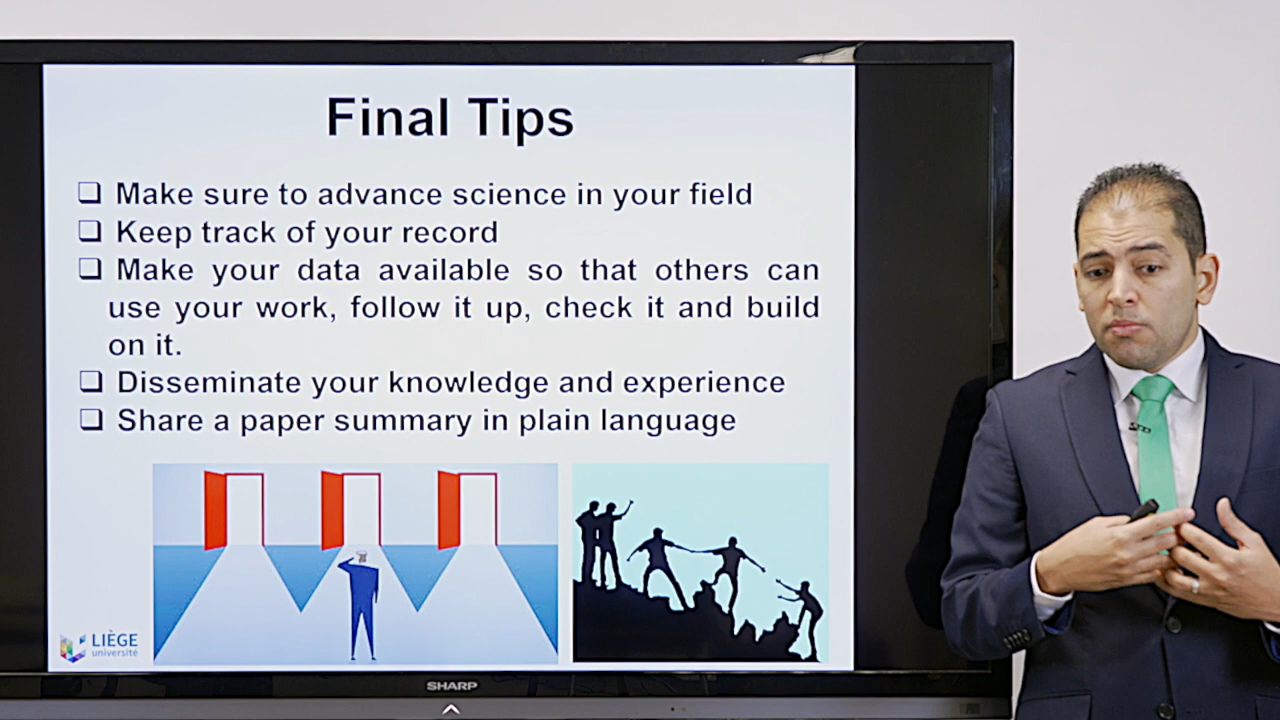 Final Tips
❑ Make sure to advance science in your field
❑ Keep track of your record
❑ Make your data available so that others can
use your work, follow it up, check it and build
on it.
❑ Disseminate your knowledge and experience
❑ Share a paper summary in plain language
LIÈGE
université
SHARP